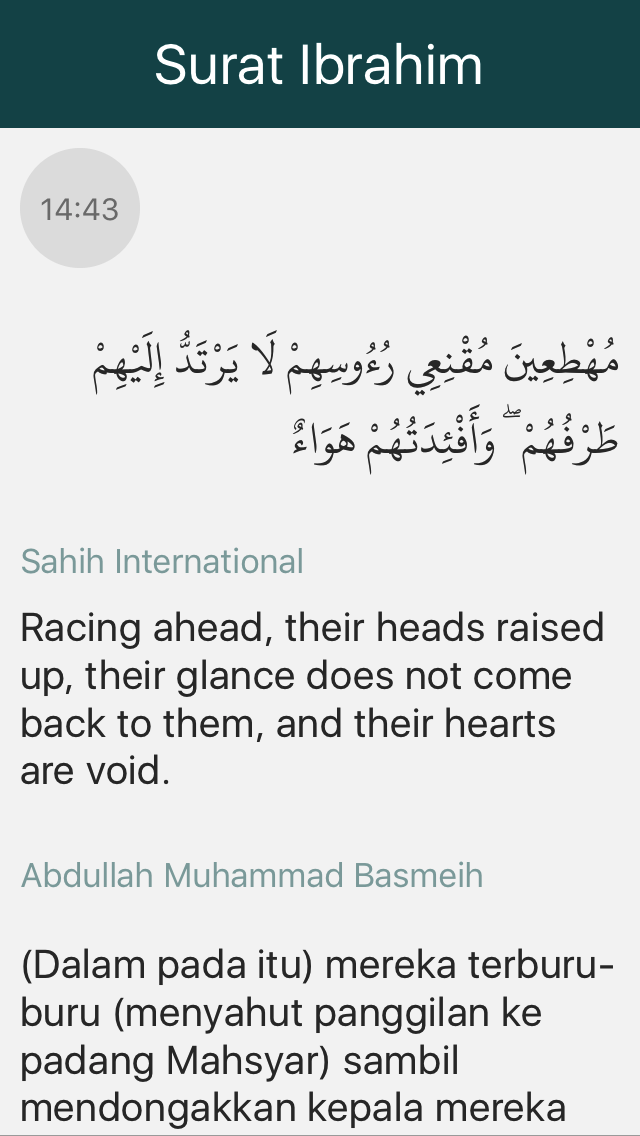 Surat Ibrahim
14:43
مُهْطِعِينَ مُقْنِعِي رُءُوسِهِمْ لَا يَرْتَدُّ إِلَيْهِمْ
طَرْفُهُمْ ۖ وَأَفْئِدَتُهُمْ هَوَاءٌ
Sahih International
Racing ahead, their heads raised
up, their glance does not come
back to them, and their hearts
are void.
Abdullah Muhammad Basmeih
(Dalam pada itu) mereka terburu-
buru (menyahut panggilan ke
padang Mahsyar) sambil
mendongakkan kepala mereka